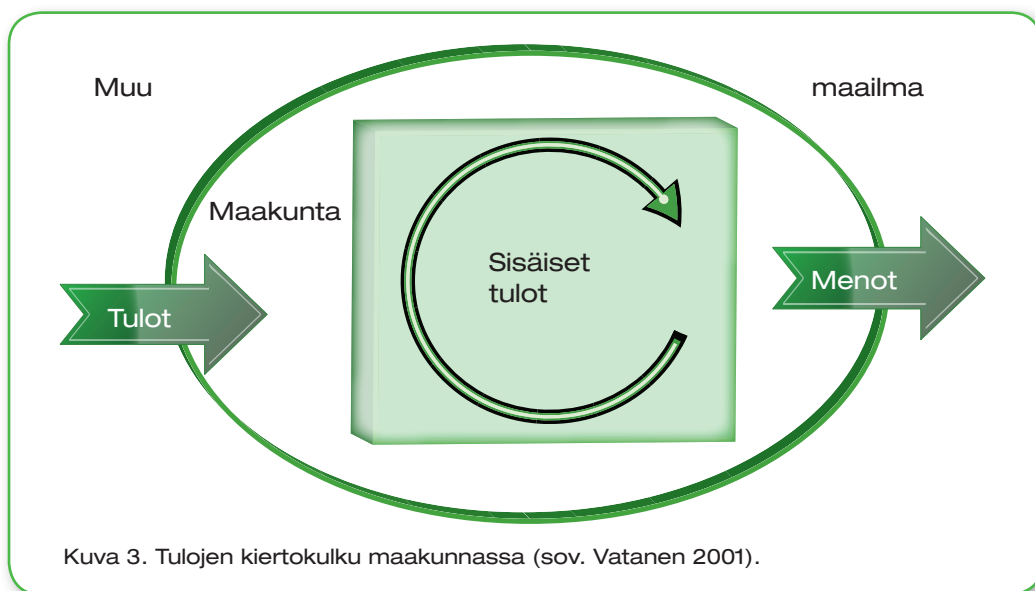 Muu maailma
Maakunta
Sisäiset
tulot
Tulot
Menot
Kuva 3. Tulojen kiertokulku maakunnassa (sov. Vatanen 2001).